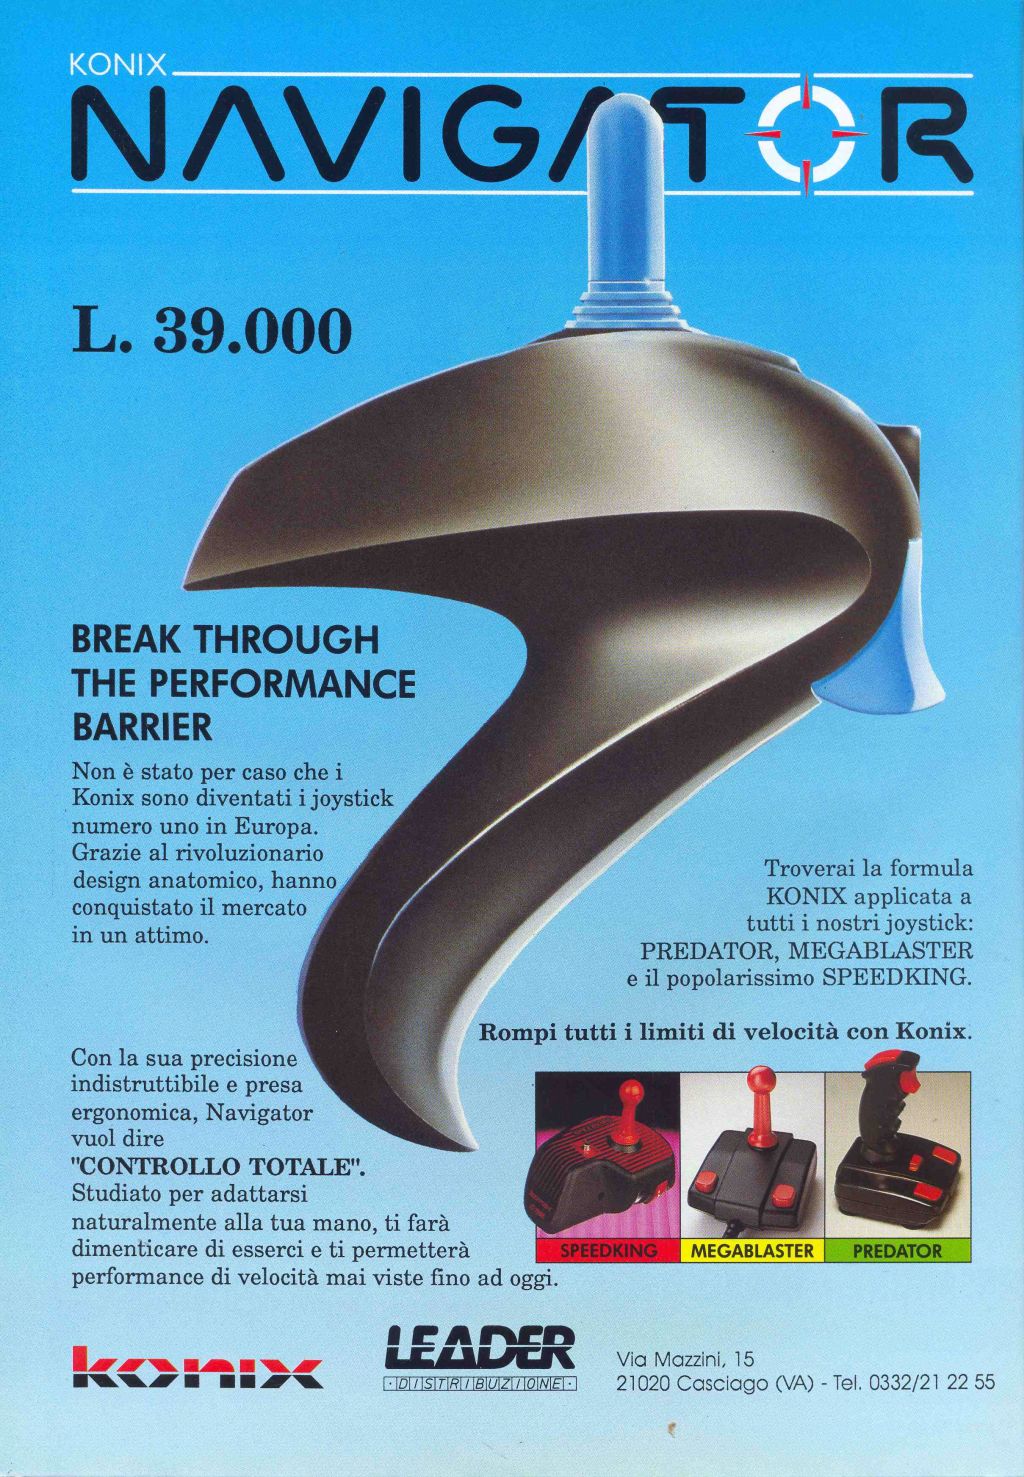 KONIX
NAVIGATOR
L. 39.000
BREAK THROUGH
THE PERFORMANCE
BARRIER
Non è stato per caso che i
Konix sono diventati i joystick
numero uno in Europa.
Grazie al rivoluzionario
design anatomico, hanno
conquistato il mercato
in un attimo.
Troverai la formula
KONIX applicata a
tutti i nostri joystick:
PREDATOR, MEGABLASTER
e il popolarissimo SPEEDKING.
Rompi tutti i limiti di velocità con Konix.
Con la sua precisione
indistruttibile e presa
ergonomica, Navigator
vuol dire
"CONTROLLO TOTALE".
Studiato per adattarsi
naturalmente alla tua mano, ti farà
dimenticare di esserci e ti permetterà
performance di velocità mai viste fino ad oggi.
SPEEDKING
MEGABLASTER
PREDATOR
konix
LEADER
DISTRIBUZIONE
Via Mazzini, 15
21020 Casciago (VA) - Tel. 0332/21 22 55